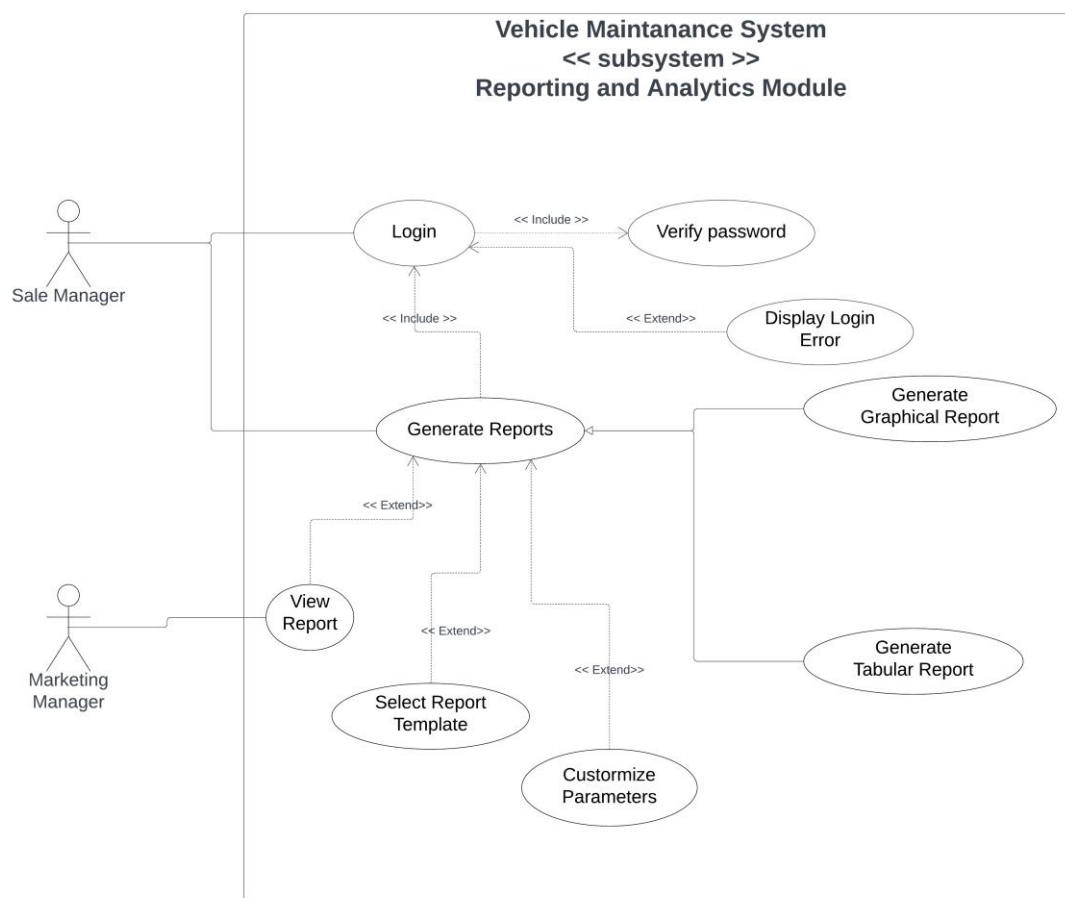 Vehicle Maintanance System
<< subsystem >>
Reporting and Analytics Module
Login
<< Include >>
Verify password
Sale Manager
<< Include >>
<< Extend>>
Display Login
Error
Generate
Graphical Report
Generate Reports
<< Extend>>
View
Report
Marketing
Manager
<< Extend>>
Generate
Tabular Report
<< Extend>>
Select Report
Template
Custormize
Parameters